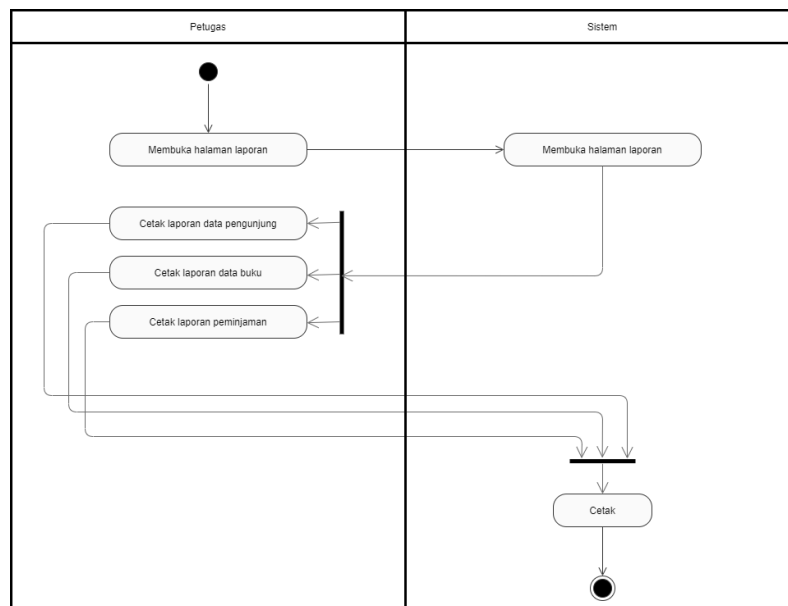 Petugas
Sistem
Membuka halaman laporan
Membuka halaman laporan
Cetak laporan data pengunjung
Cetak laporan data buku
Cetak laporan peminjaman
Cetak